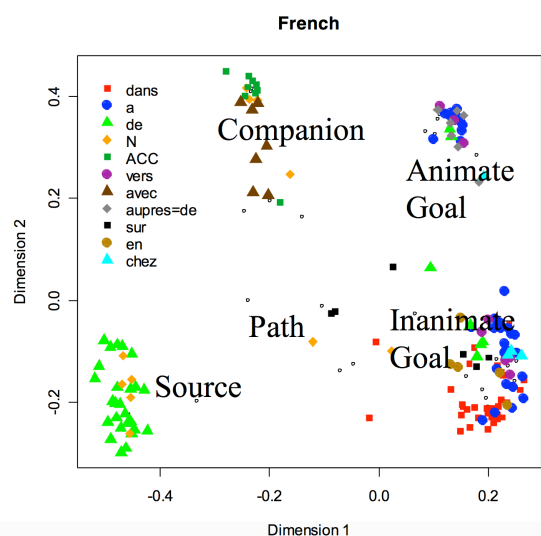 French
dans
a
de
N
ACC
vers
avec
aupres=de
sur
en
chez
Companion
Animate
Goal
Path
Inanimate
Goal
Source
0.4
0.2
0.0
-0.2
Dimension 2
-0.4
-0.2
0.0
0.2
Dimension 1